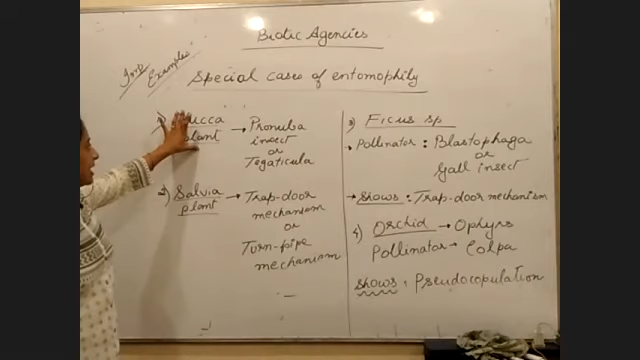 Biotic Agencies
Imp Examples
Special cases of entomophily
1) Yucca plant → Pronuba
insect
or
Tegaticula
2) Salvia plant → Trap-door
mechanism
or
Turn-pipe
mechanism
3) Ficus sp
• Pollinator : Blastophaga
or
Gall insect
→ Shows : Trap-door mechanism
4) Orchid → Ophyrs
Pollinator - Colpa
Shows : Pseudocopulation